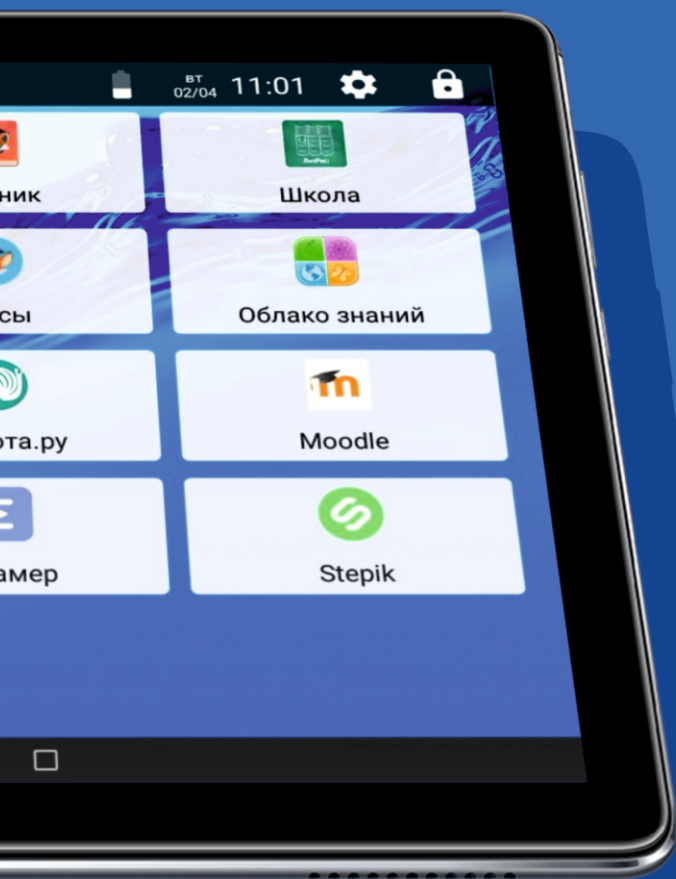 ВТ
02/04 11:01
ник
Школа
сы
Облако знаний
ота.ру
Moodle
амер
Stepik